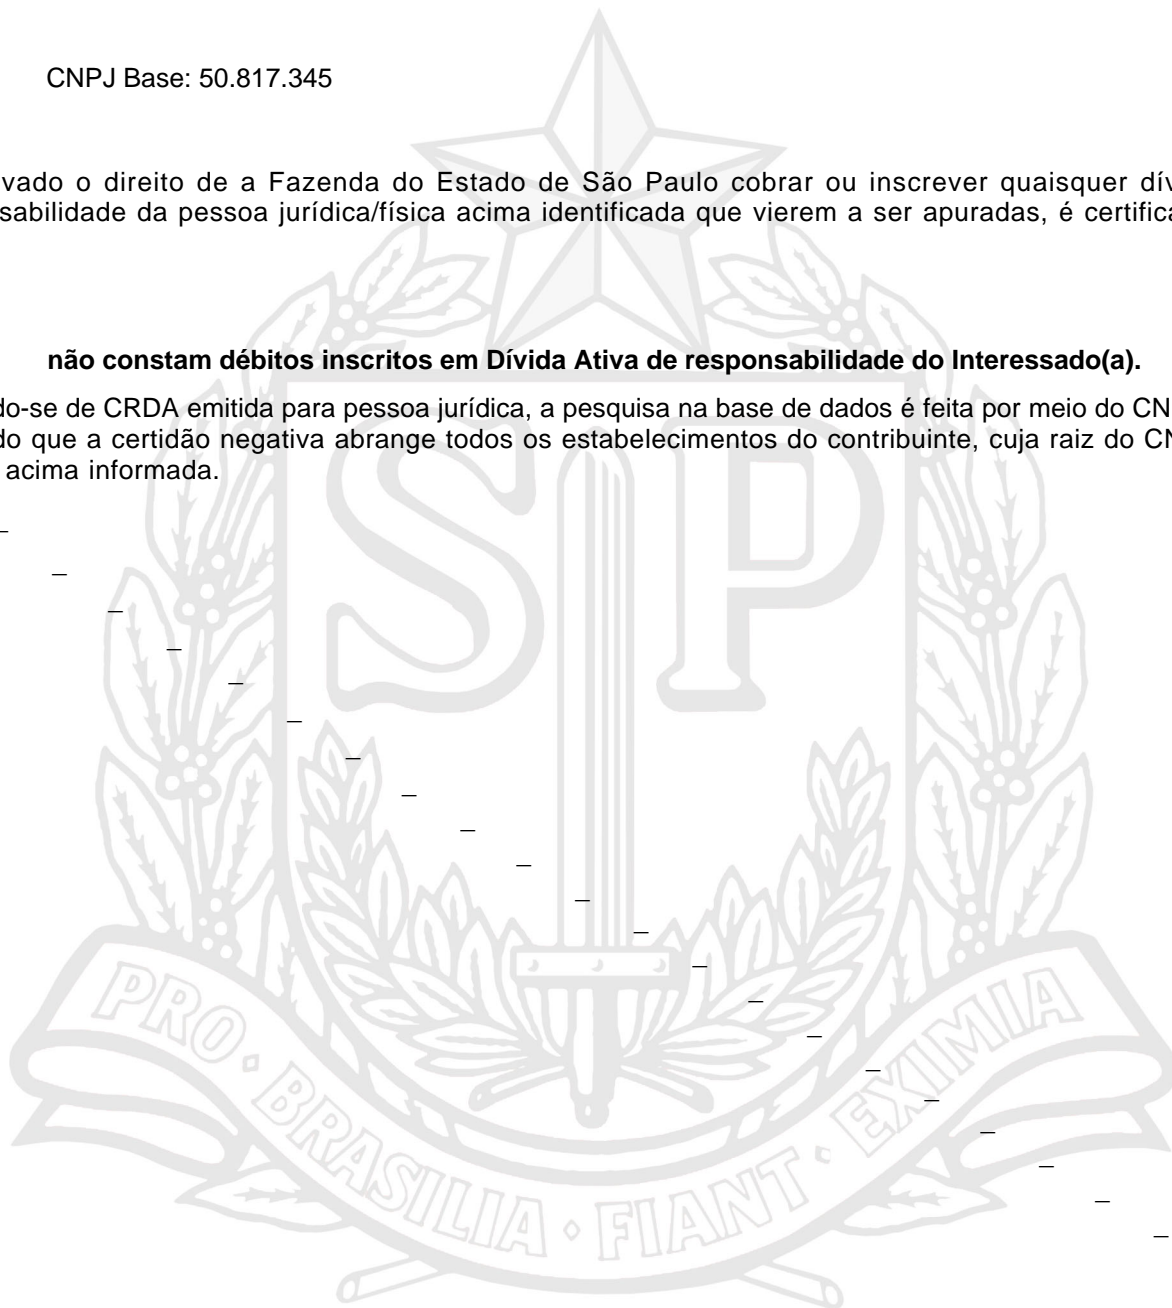 CNPJ Base: 50.817.345
vado o direito de a Fazenda do Estado de São Paulo cobrar ou inscrever quaisquer dív
sabilidade da pessoa jurídica/física acima identificada que vierem a ser apuradas, é certifica
não constam débitos inscritos em Dívida Ativa de responsabilidade do Interessado(a).
do-se de CRDA emitida para pessoa jurídica, a pesquisa na base de dados é feita por meio do CN
do que a certidão negativa abrange todos os estabelecimentos do contribuinte, cuja raiz do CN
acima informada.
SP
PRO • BRASILIA • FIANT • EXIMIA